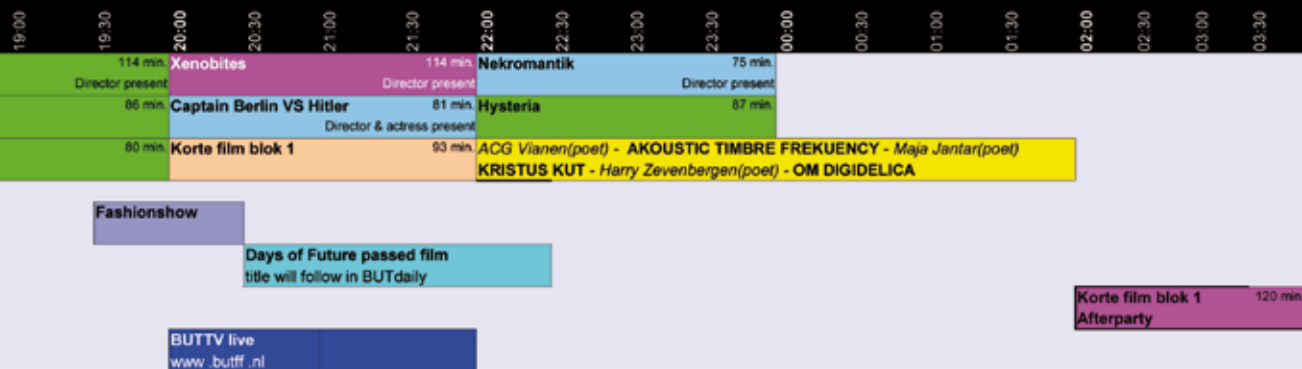 19:00 19:30 20:00 20:30 21:00 21:30 22:00 22:30 23:00 23:30 00:00 00:30 01:00 01:30 02:00 02:30 03:00 03:30
114 min. Xenobites 114 min. Nekromantik 75 min.
Director present Director present Director present
86 min. Captain Berlin VS Hitler 81 min. Hysteria 87 min.
Director & actress present
80 min. Korte film blok 1 93 min. ACG Vianen(poet) - AKOUSTIC TIMBRE FREKUENCY - Maja Jantar(poet)
KRISTUS KUT - Harry Zevenbergen(poet) - OM DIGIDELICA
Fashionshow
Days of Future passed film
title will follow in BUTdaily
Korte film blok 1 120 min
Afterparty
BUTTV live
www .butff .nl